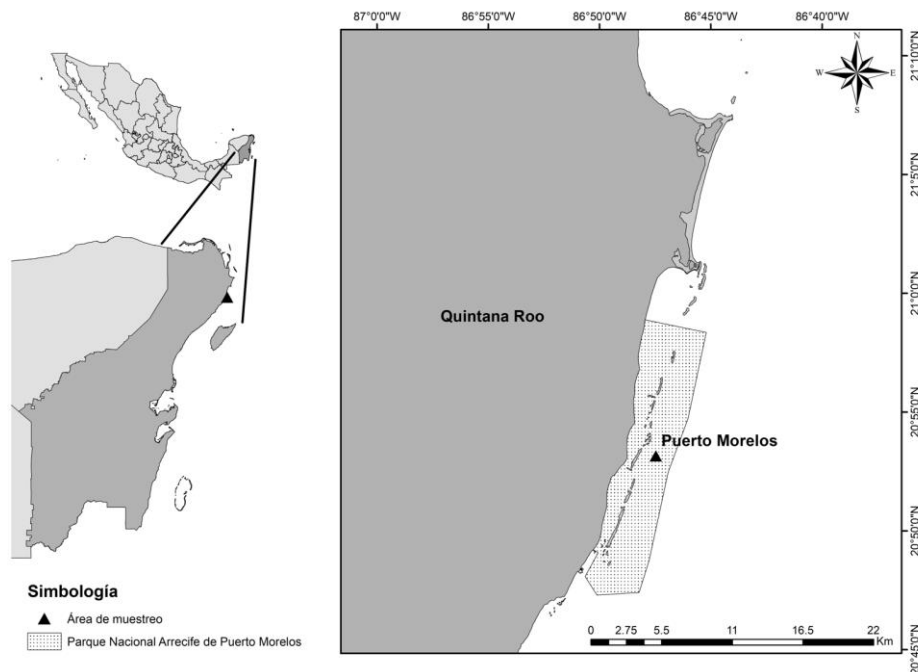 87°0'0"W 86°55'0"W 86°50'0"W 86°45'0"W 86°40'0"W
21°10'0"N
N
W E
S
21°5'0"N
21°0'0"N
Quintana Roo
20°55'0"N
Puerto Morelos
20°50'0"N
Simbología
Área de muestreo
Parque Nacional Arrecife de Puerto Morelos
0 2.75 5.5 11 16.5 22
Km
20°45'0"N